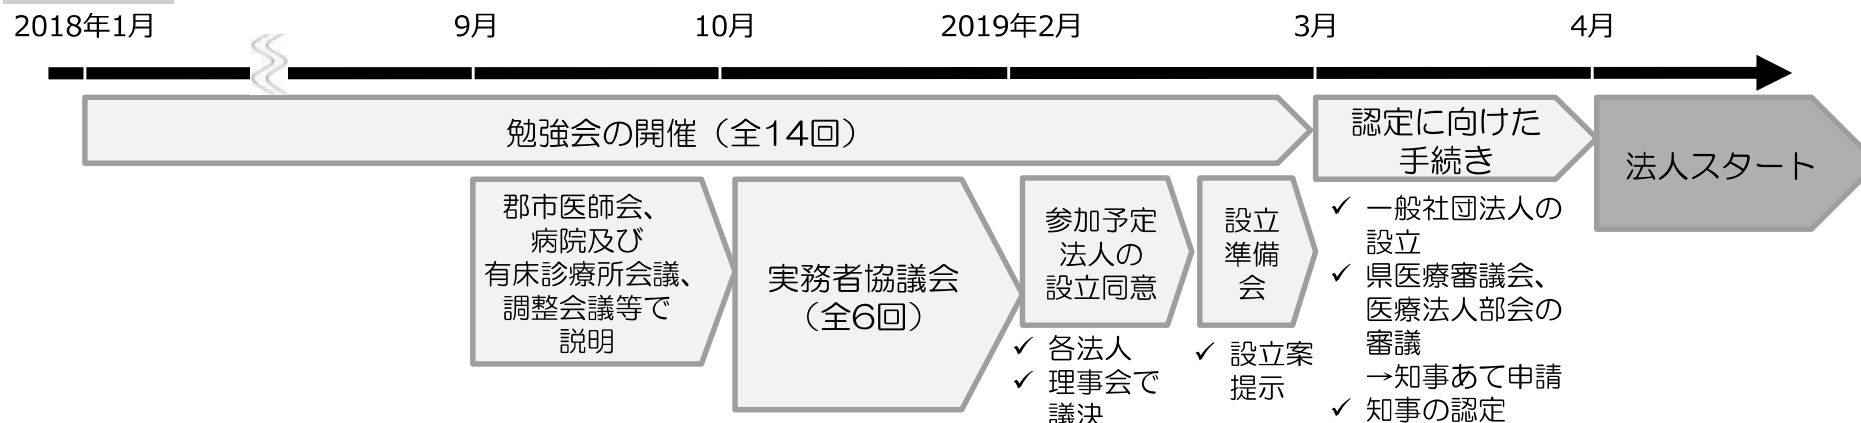 2018年1月
9月
10月
2019年2月
3月
4月
勉強会の開催（全14回）
認定に向けた
手続き
法人スタート
郡市医師会、
病院及び
有床診療所会議、
調整会議等で
説明
実務者協議会
（全6回）
参加予定
法人の
設立同意
✓ 各法人
✓ 理事会で
議決
設立
準備
会
✓ 設立案
提示
✓ 一般社団法人の
設立
✓ 県医療審議会、
医療法人部会の
審議
→知事あて申請
✓ 知事の認定